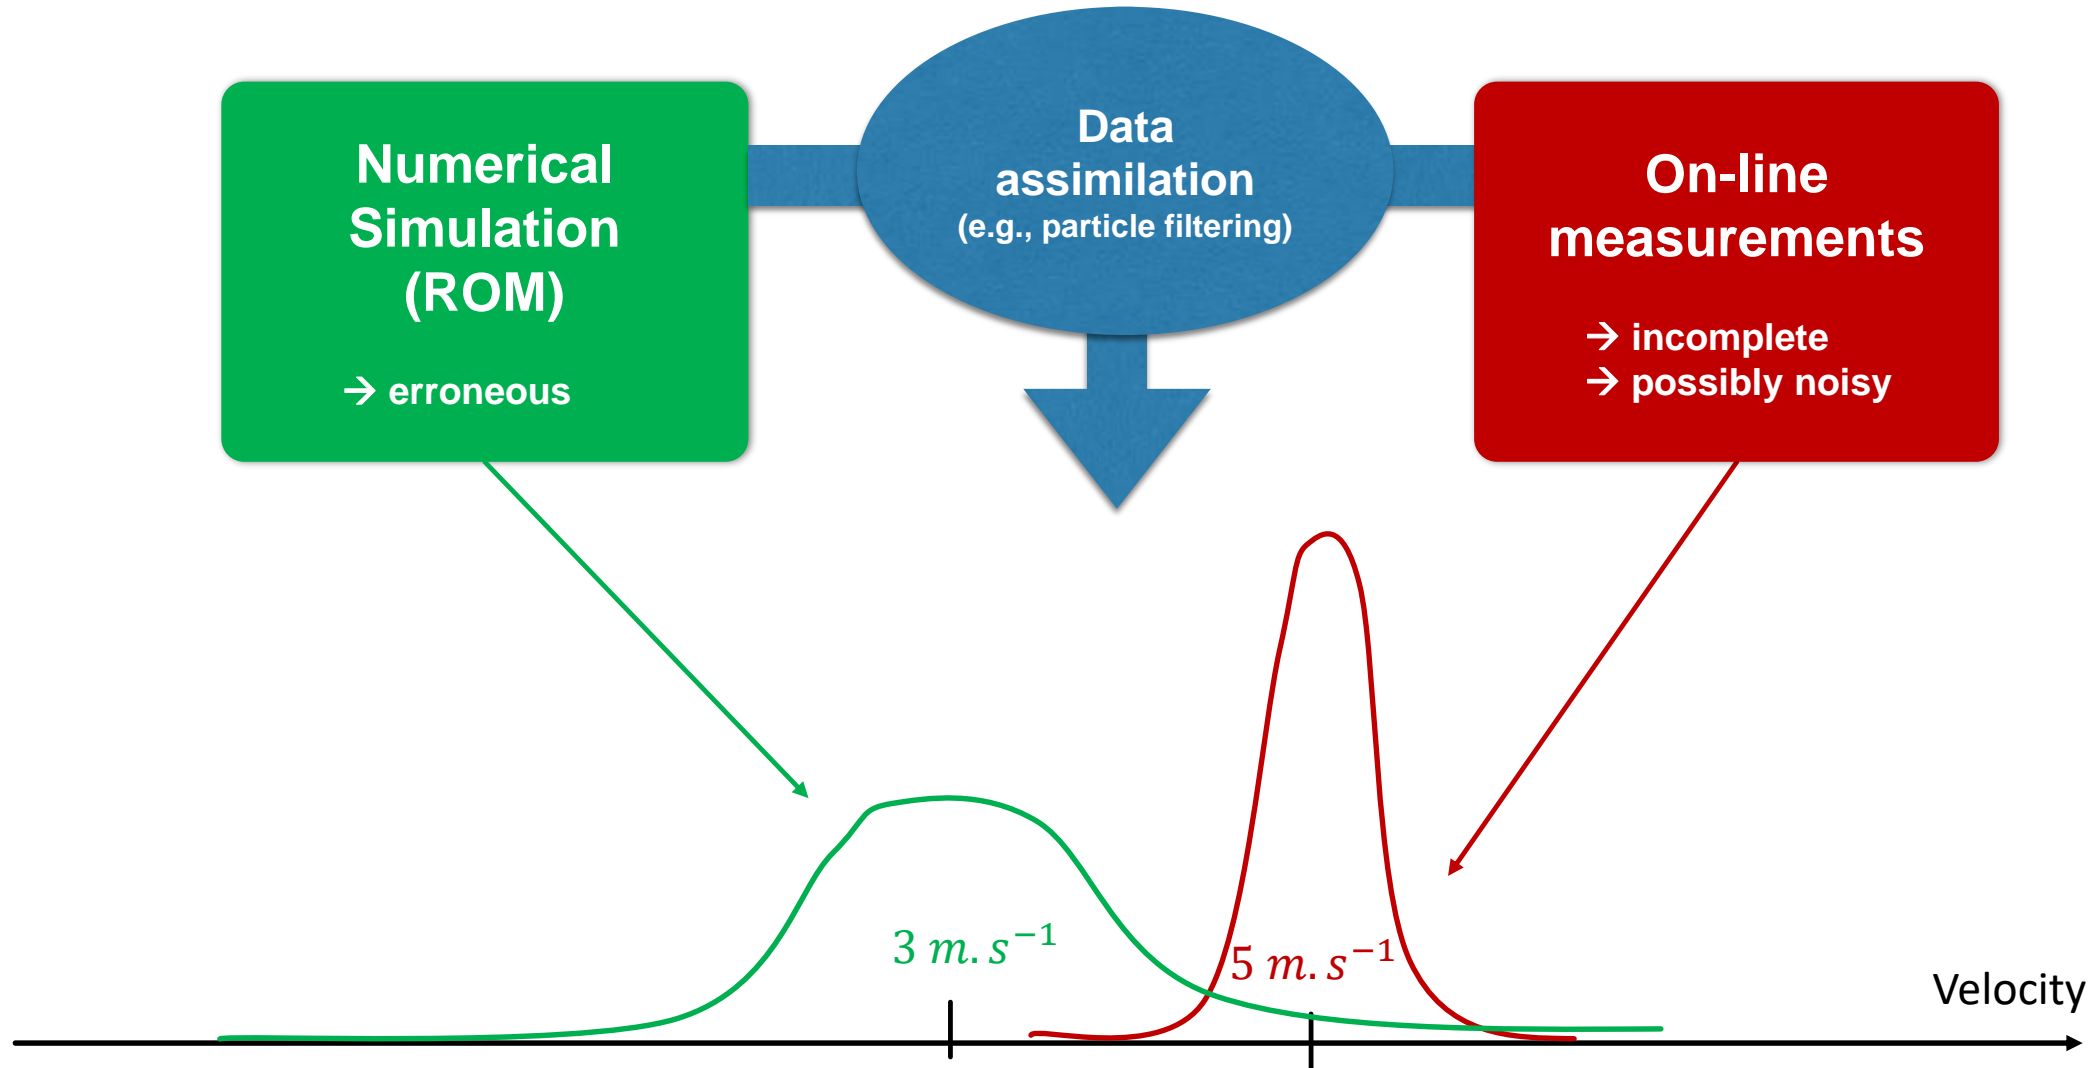 Numerical
Simulation
(ROM)
→ erroneous
Data
assimilation
(e.g., particle filtering)
On-line
measurements
→ incomplete
→ possibly noisy
3 m.s⁻¹
5 m.s⁻¹
Velocity